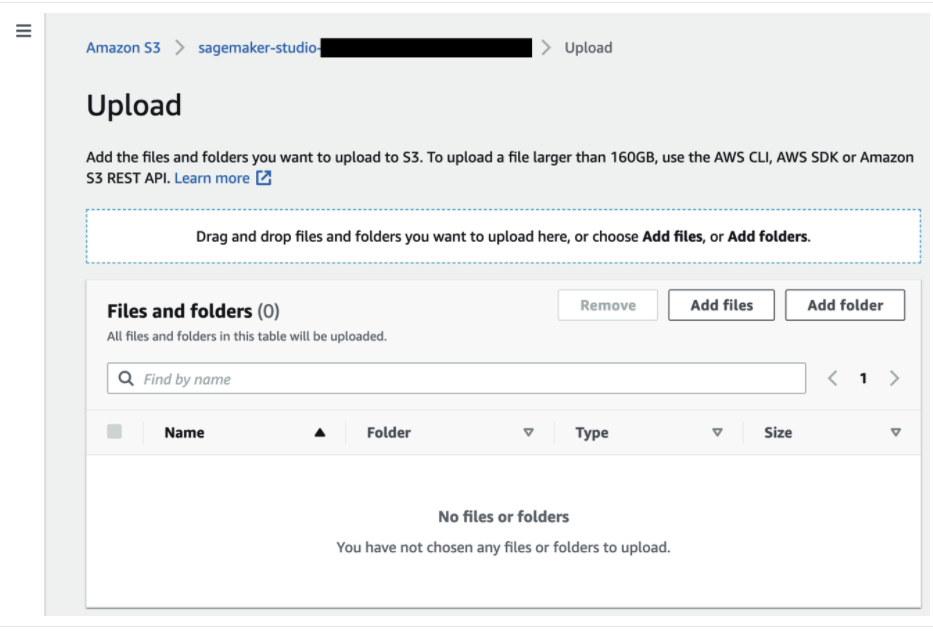 Amazon S3 > sagemaker-studio- > Upload
Upload
Add the files and folders you want to upload to S3. To upload a file larger than 160GB, use the AWS CLI, AWS SDK or Amazon
S3 REST API. Learn more
Drag and drop files and folders you want to upload here, or choose Add files, or Add folders.
Files and folders (0)
Remove
Add files
Add folder
All files and folders in this table will be uploaded.
Find by name
< 1 >
Name
Folder
Type
Size
No files or folders
You have not chosen any files or folders to upload.